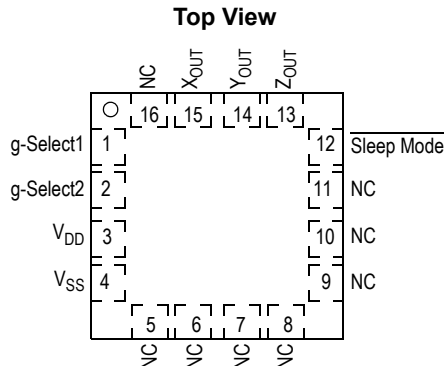 Top View
NC
XOUT
YOUT
ZOUT
16
15
14
13
g-Select1
1
12
Sleep Mode
g-Select2
2
11
NC
VDD
3
10
NC
VSS
4
9
NC
5
6
7
8
NC
NC
NC
NC